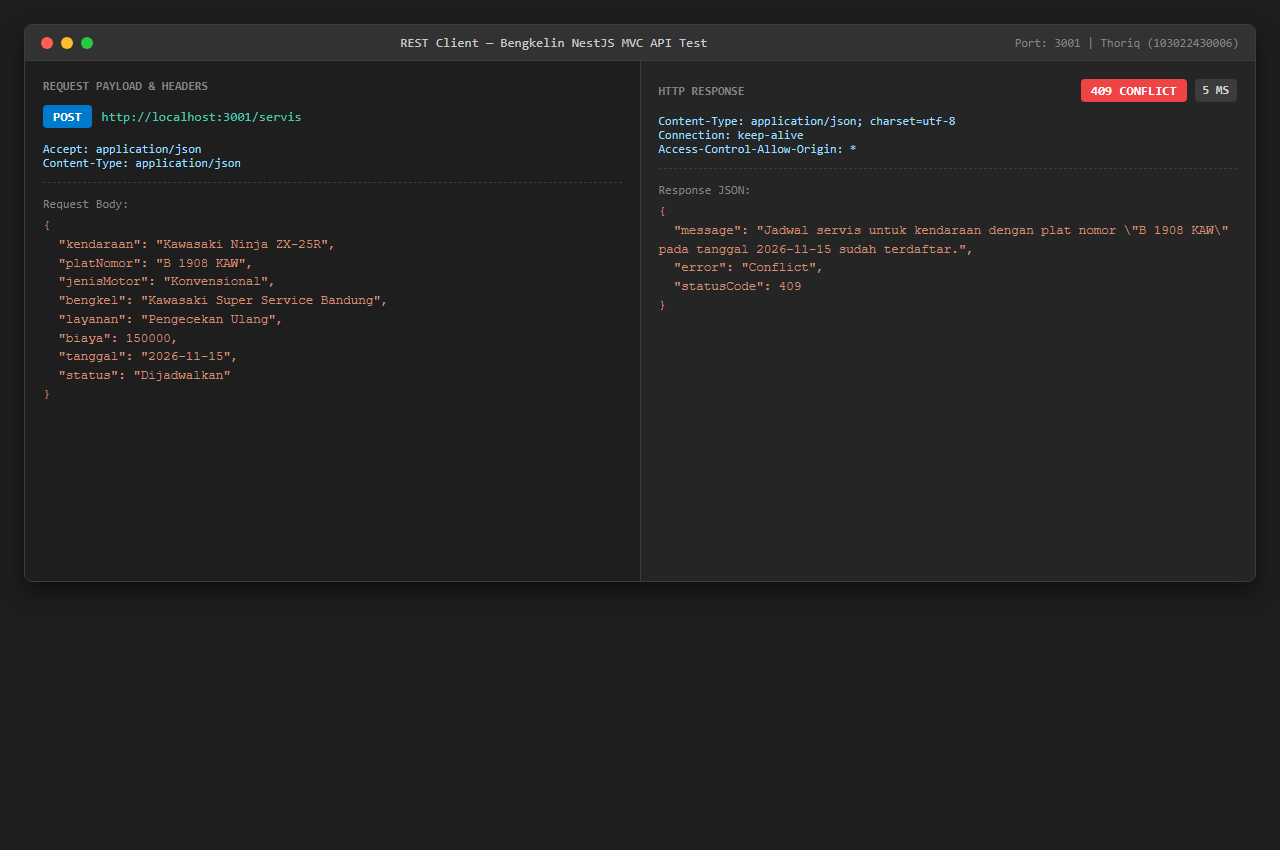 REST Client — Bengkelin NestJS MVC API Test
Port: 3001 | Thoriq (103022430006)
REQUEST PAYLOAD & HEADERS
POST http://localhost:3001/servis
Accept: application/json
Content-Type: application/json
Request Body:
{
  "kendaraan": "Kawasaki Ninja ZX-25R",
  "platNomor": "B 1908 KAW",
  "jenisMotor": "Konvensional",
  "bengkel": "Kawasaki Super Service Bandung",
  "layanan": "Pengecekan Ulang",
  "biaya": 150000,
  "tanggal": "2026-11-15",
  "status": "Dijadwalkan"
}
HTTP RESPONSE
409 CONFLICT 5 MS
Content-Type: application/json; charset=utf-8
Connection: keep-alive
Access-Control-Allow-Origin: *
Response JSON:
{
  "message": "Jadwal servis untuk kendaraan dengan plat nomor \"B 1908 KAW\"
pada tanggal 2026-11-15 sudah terdaftar.",
  "error": "Conflict",
  "statusCode": 409
}